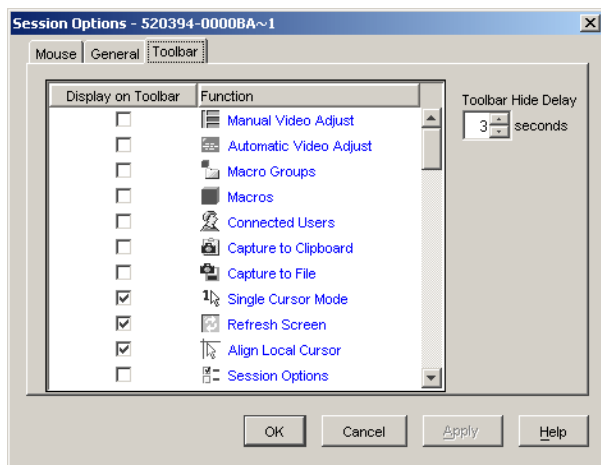 Session Options - 520394-0000BA~1
Mouse General Toolbar
Display on Toolbar Function
Manual Video Adjust
Automatic Video Adjust
Macro Groups
Macros
Connected Users
Capture to Clipboard
Capture to File
Single Cursor Mode
Refresh Screen
Align Local Cursor
Session Options
Toolbar Hide Delay
3 seconds
OK Cancel Apply Help